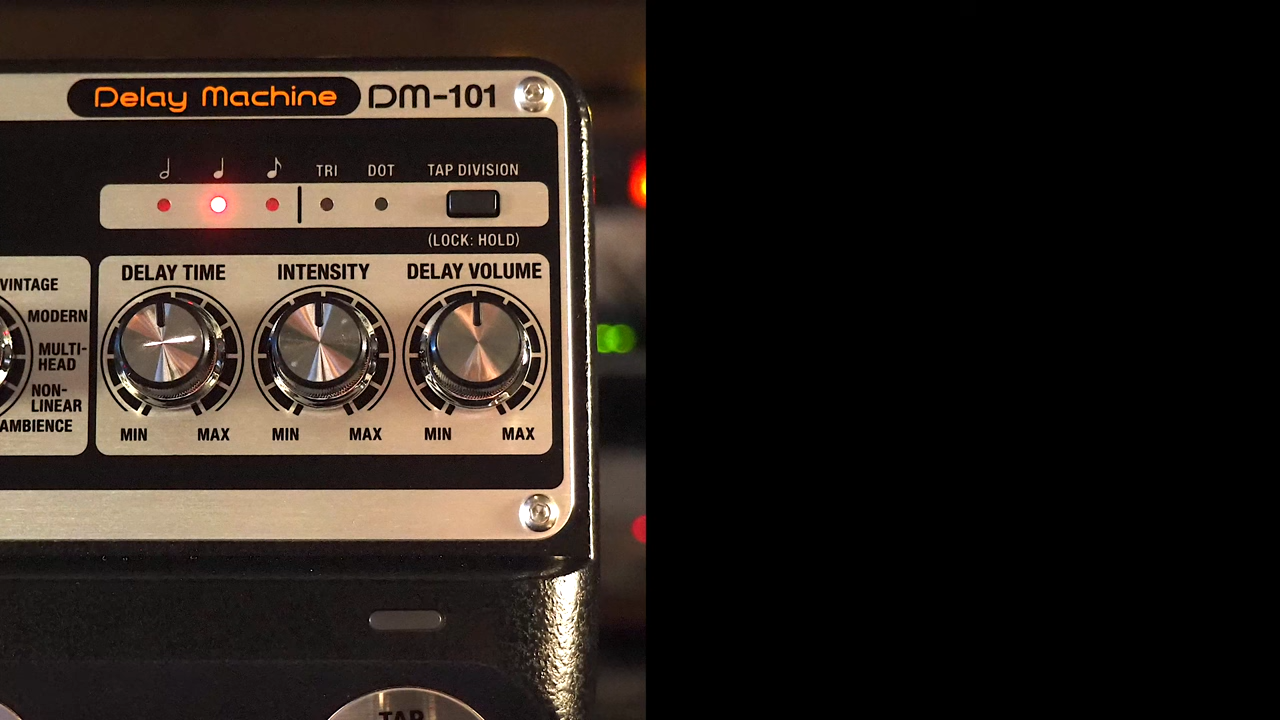 Delay Machine DM-101
TRI DOT TAP DIVISION
(LOCK: HOLD)
DELAY TIME INTENSITY DELAY VOLUME
VINTAGE
MODERN
MULTI-
HEAD
NON-
LINEAR
AMBIENCE
MIN MAX MIN MAX MIN MAX
TAP